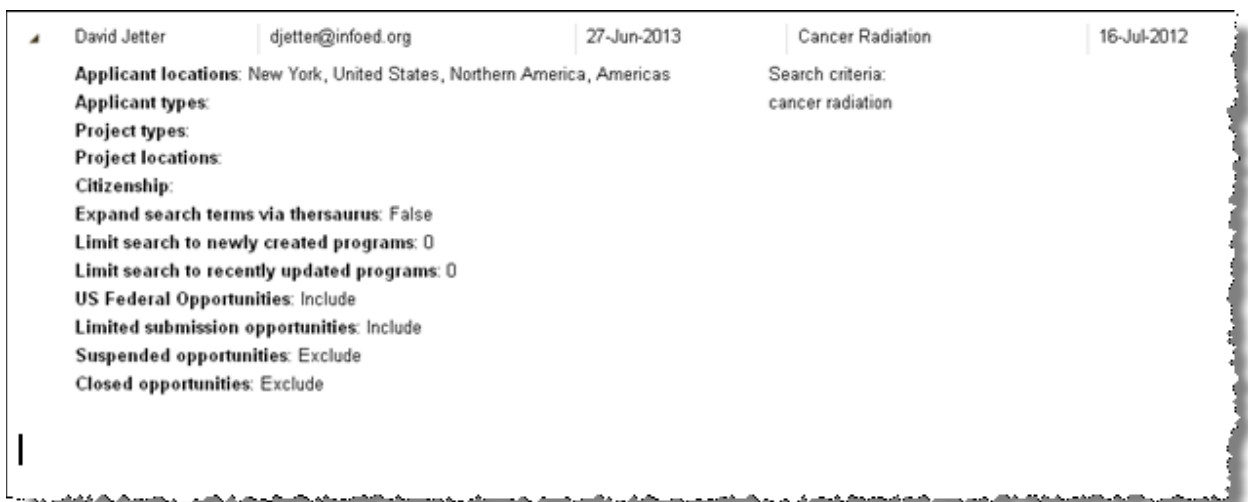 David Jetter djetter@infoed.org 27-Jun-2013 Cancer Radiation 16-Jul-2012
Applicant locations: New York, United States, Northern America, Americas Search criteria:
Applicant types: cancer radiation
Project types:
Project locations:
Citizenship:
Expand search terms via thersaurus: False
Limit search to newly created programs: 0
Limit search to recently updated programs: 0
US Federal Opportunities: Include
Limited submission opportunities: Include
Suspended opportunities: Exclude
Closed opportunities: Exclude